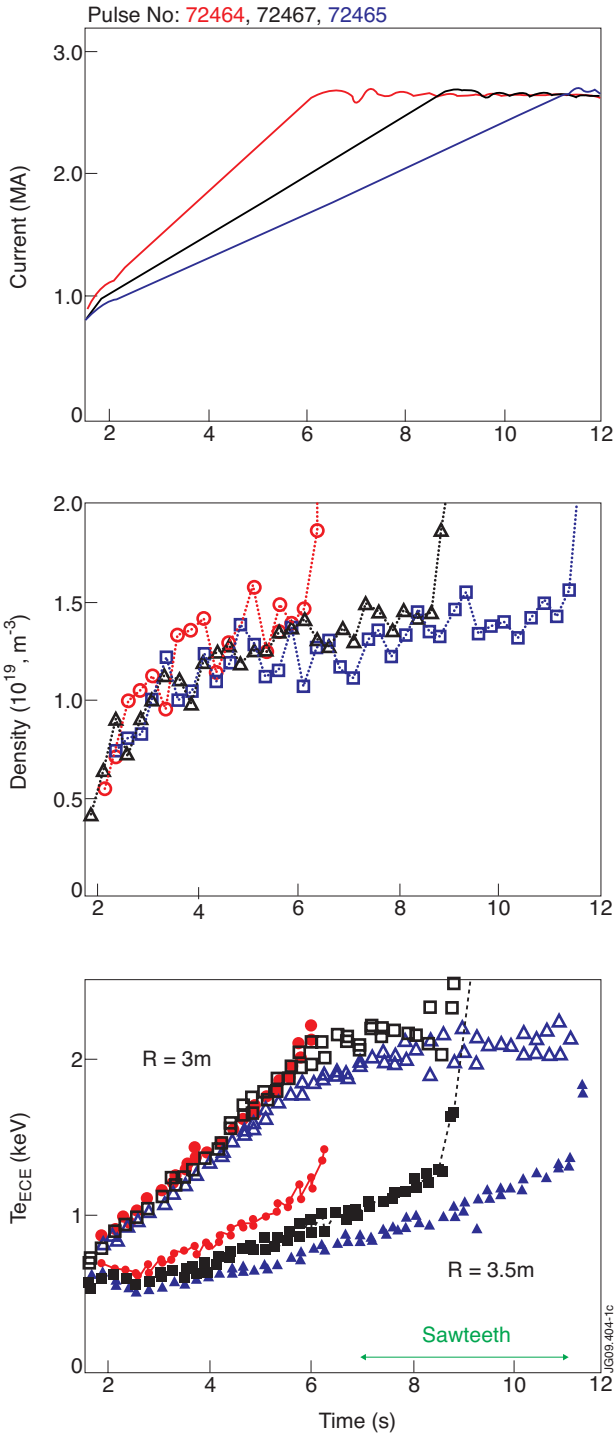 Pulse No: 72464, 72467, 72465
3.0
2.0
1.0
0
Current (MA)
2 4 6 8 10 12
2.0
1.5
1.0
0.5
0
Density (10^19, m^-3)
2 4 6 8 10 12
2
1
0
Te_ECE (keV)
R = 3m
R = 3.5m
Sawteeth
JG09.404-1c
2 4 6 8 10 12
Time (s)